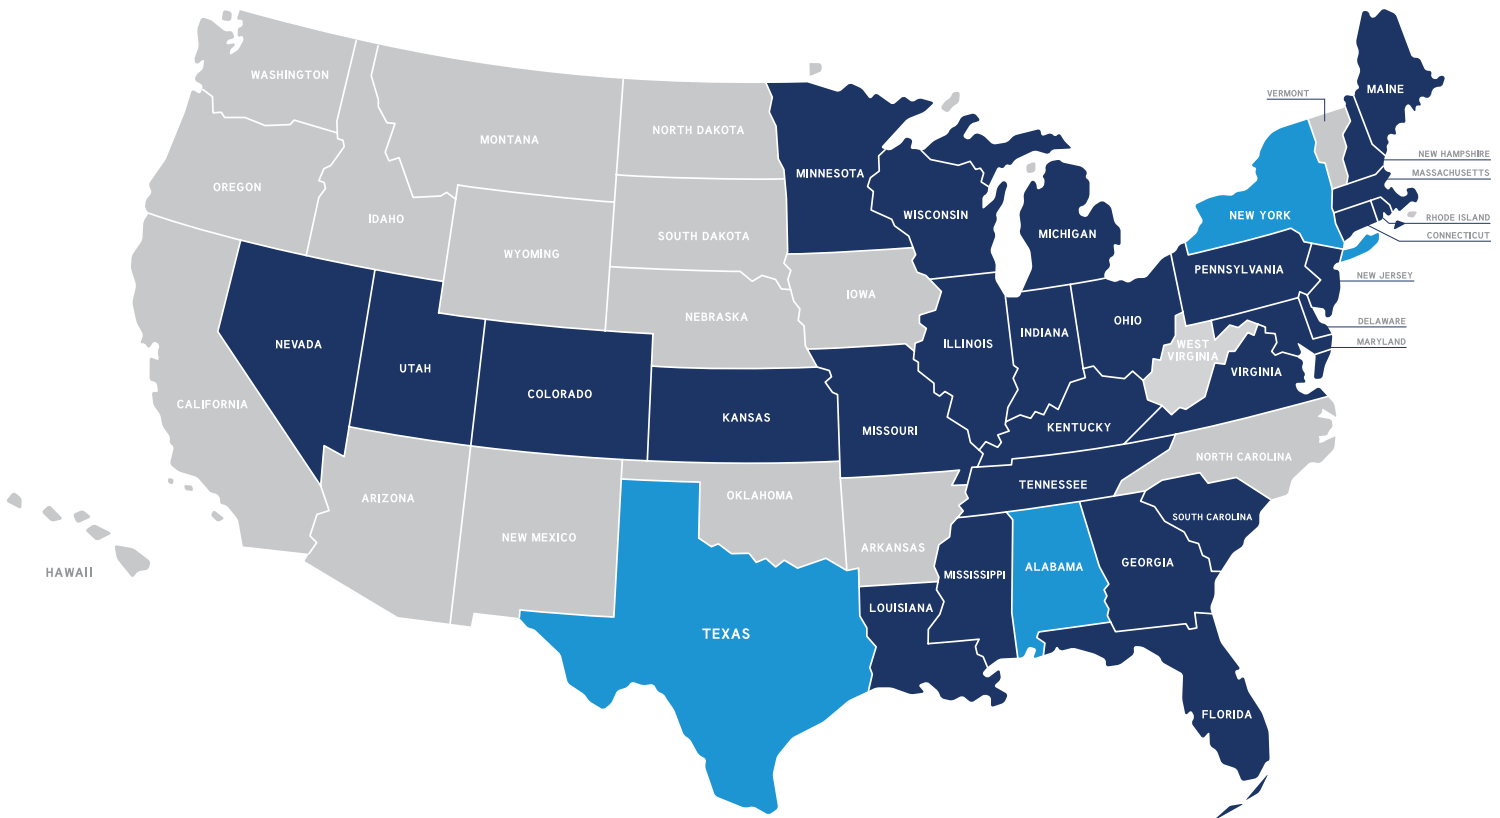 WASHINGTON
MONTANA
NORTH DAKOTA
MINNESOTA
MAINE
VERMONT
NEW HAMPSHIRE
MASSACHUSETTS
OREGON
IDAHO
WYOMING
SOUTH DAKOTA
WISCONSIN
MICHIGAN
NEW YORK
RHODE ISLAND
CONNECTICUT
NEBRASKA
IOWA
PENNSYLVANIA
NEW JERSEY
NEVADA
UTAH
COLORADO
ILLINOIS
INDIANA
OHIO
WEST
VIRGINIA
DELAWARE
MARYLAND
VIRGINIA
CALIFORNIA
KANSAS
MISSOURI
KENTUCKY
ARIZONA
NEW MEXICO
OKLAHOMA
ARKANSAS
TENNESSEE
NORTH CAROLINA
SOUTH CAROLINA
HAWAII
TEXAS
LOUISIANA
MISSISSIPPI
ALABAMA
GEORGIA
FLORIDA